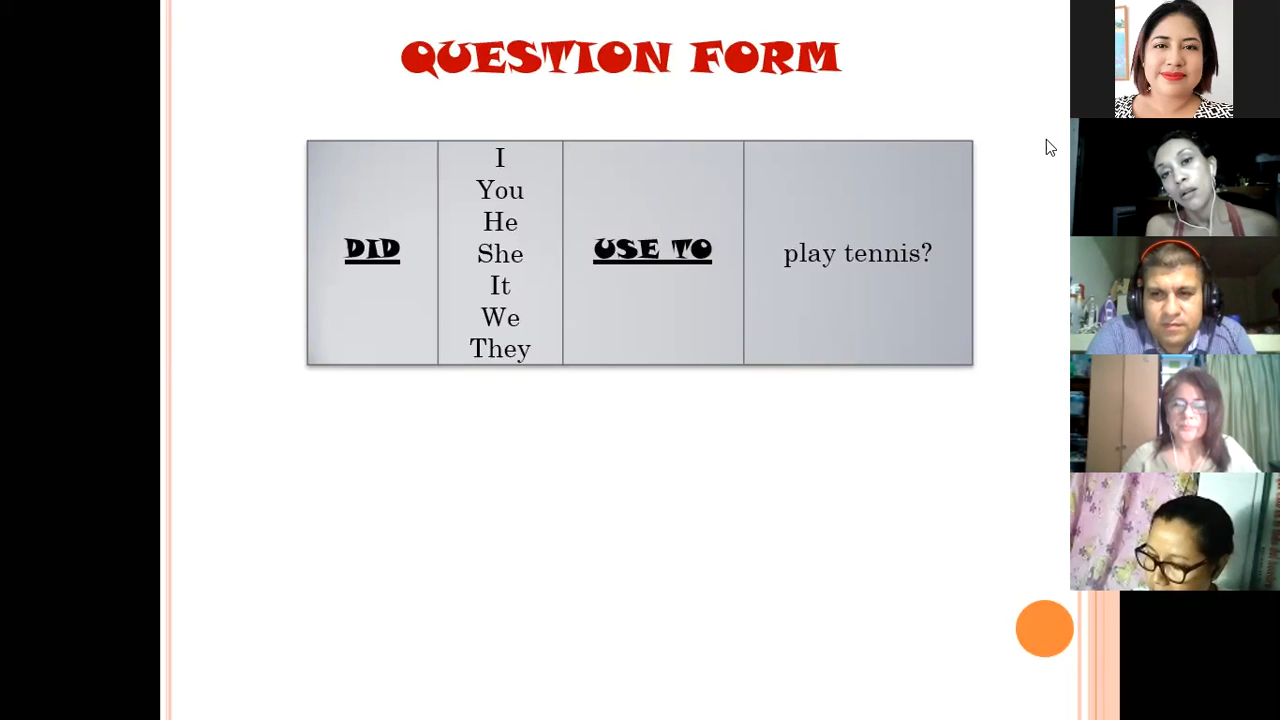 QUESTION FORM
DID
I
You
He
She
It
We
They
USE TO
play tennis?